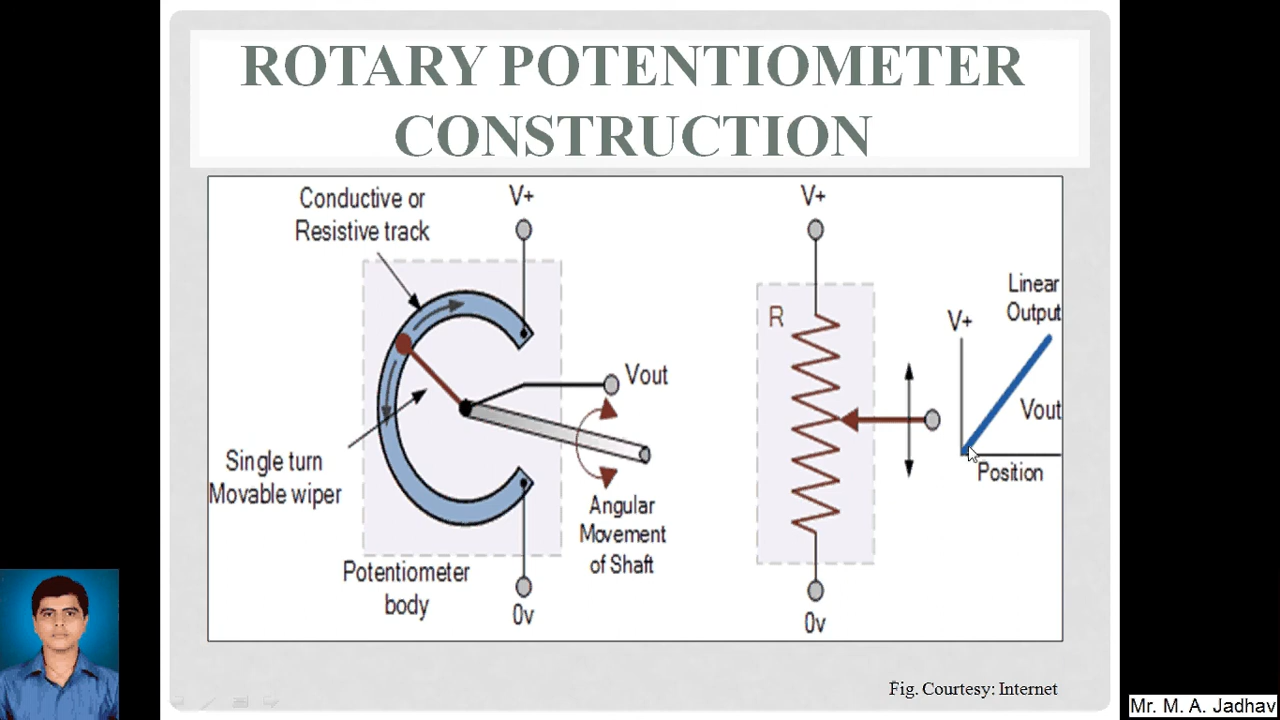 ROTARY POTENTIOMETER
CONSTRUCTION
Conductive or
Resistive track
V+
Vout
Single turn
Movable wiper
Angular
Movement
of Shaft
Potentiometer
body
0v
V+
R
0v
Linear
Output
V+
Vout
Position
Fig. Courtesy: Internet
Mr. M. A. Jadhav